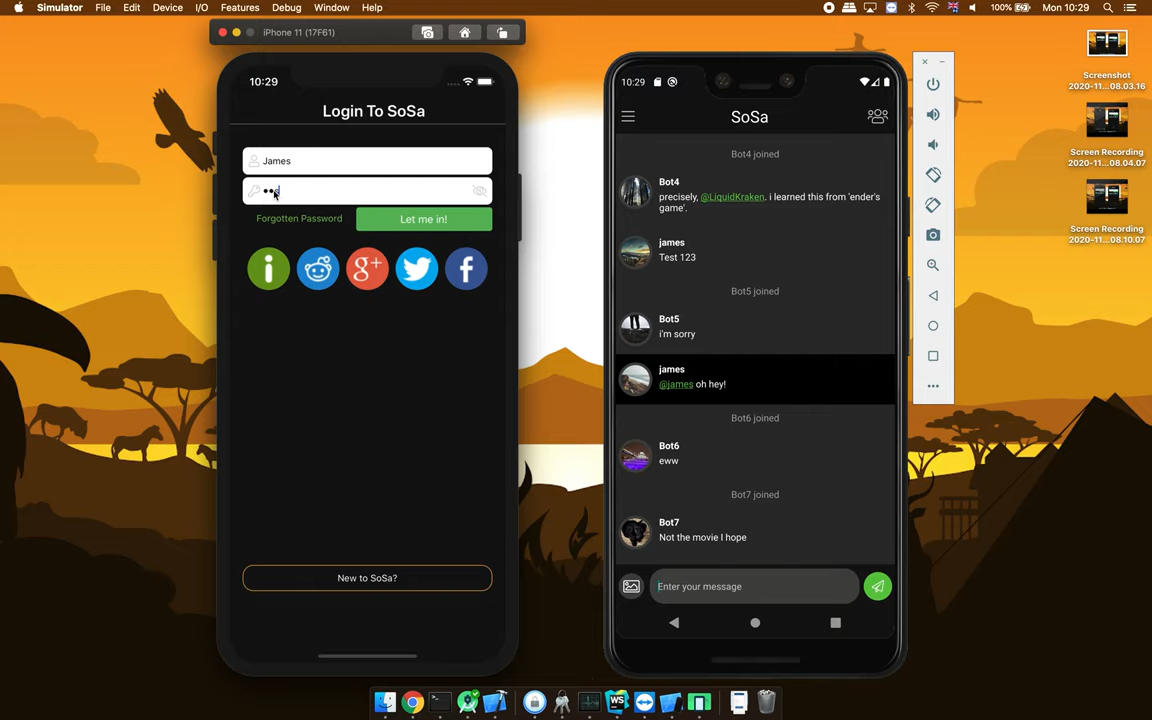 Simulator File Edit Device I/O Features Debug Window Help
100% Mon 10:29
iPhone 11 (17F61)
10:29
Login To SoSa
James
Forgotten Password
Let me in!
i
g+
f
New to SoSa?
10:29
SoSa
Bot4 joined
Bot4
precisely, @LiquidKraken. i learned this from 'ender's
game'.
james
Test 123
Bot5 joined
Bot5
i'm sorry
james
@james oh hey!
Bot6 joined
Bot6
eww
Bot7 joined
Bot7
Not the movie I hope
Enter your message
Screenshot
2020-11...08.03.16
Screen Recording
2020-11...08.04.07
Screen Recording
2020-11...08.10.07
WS